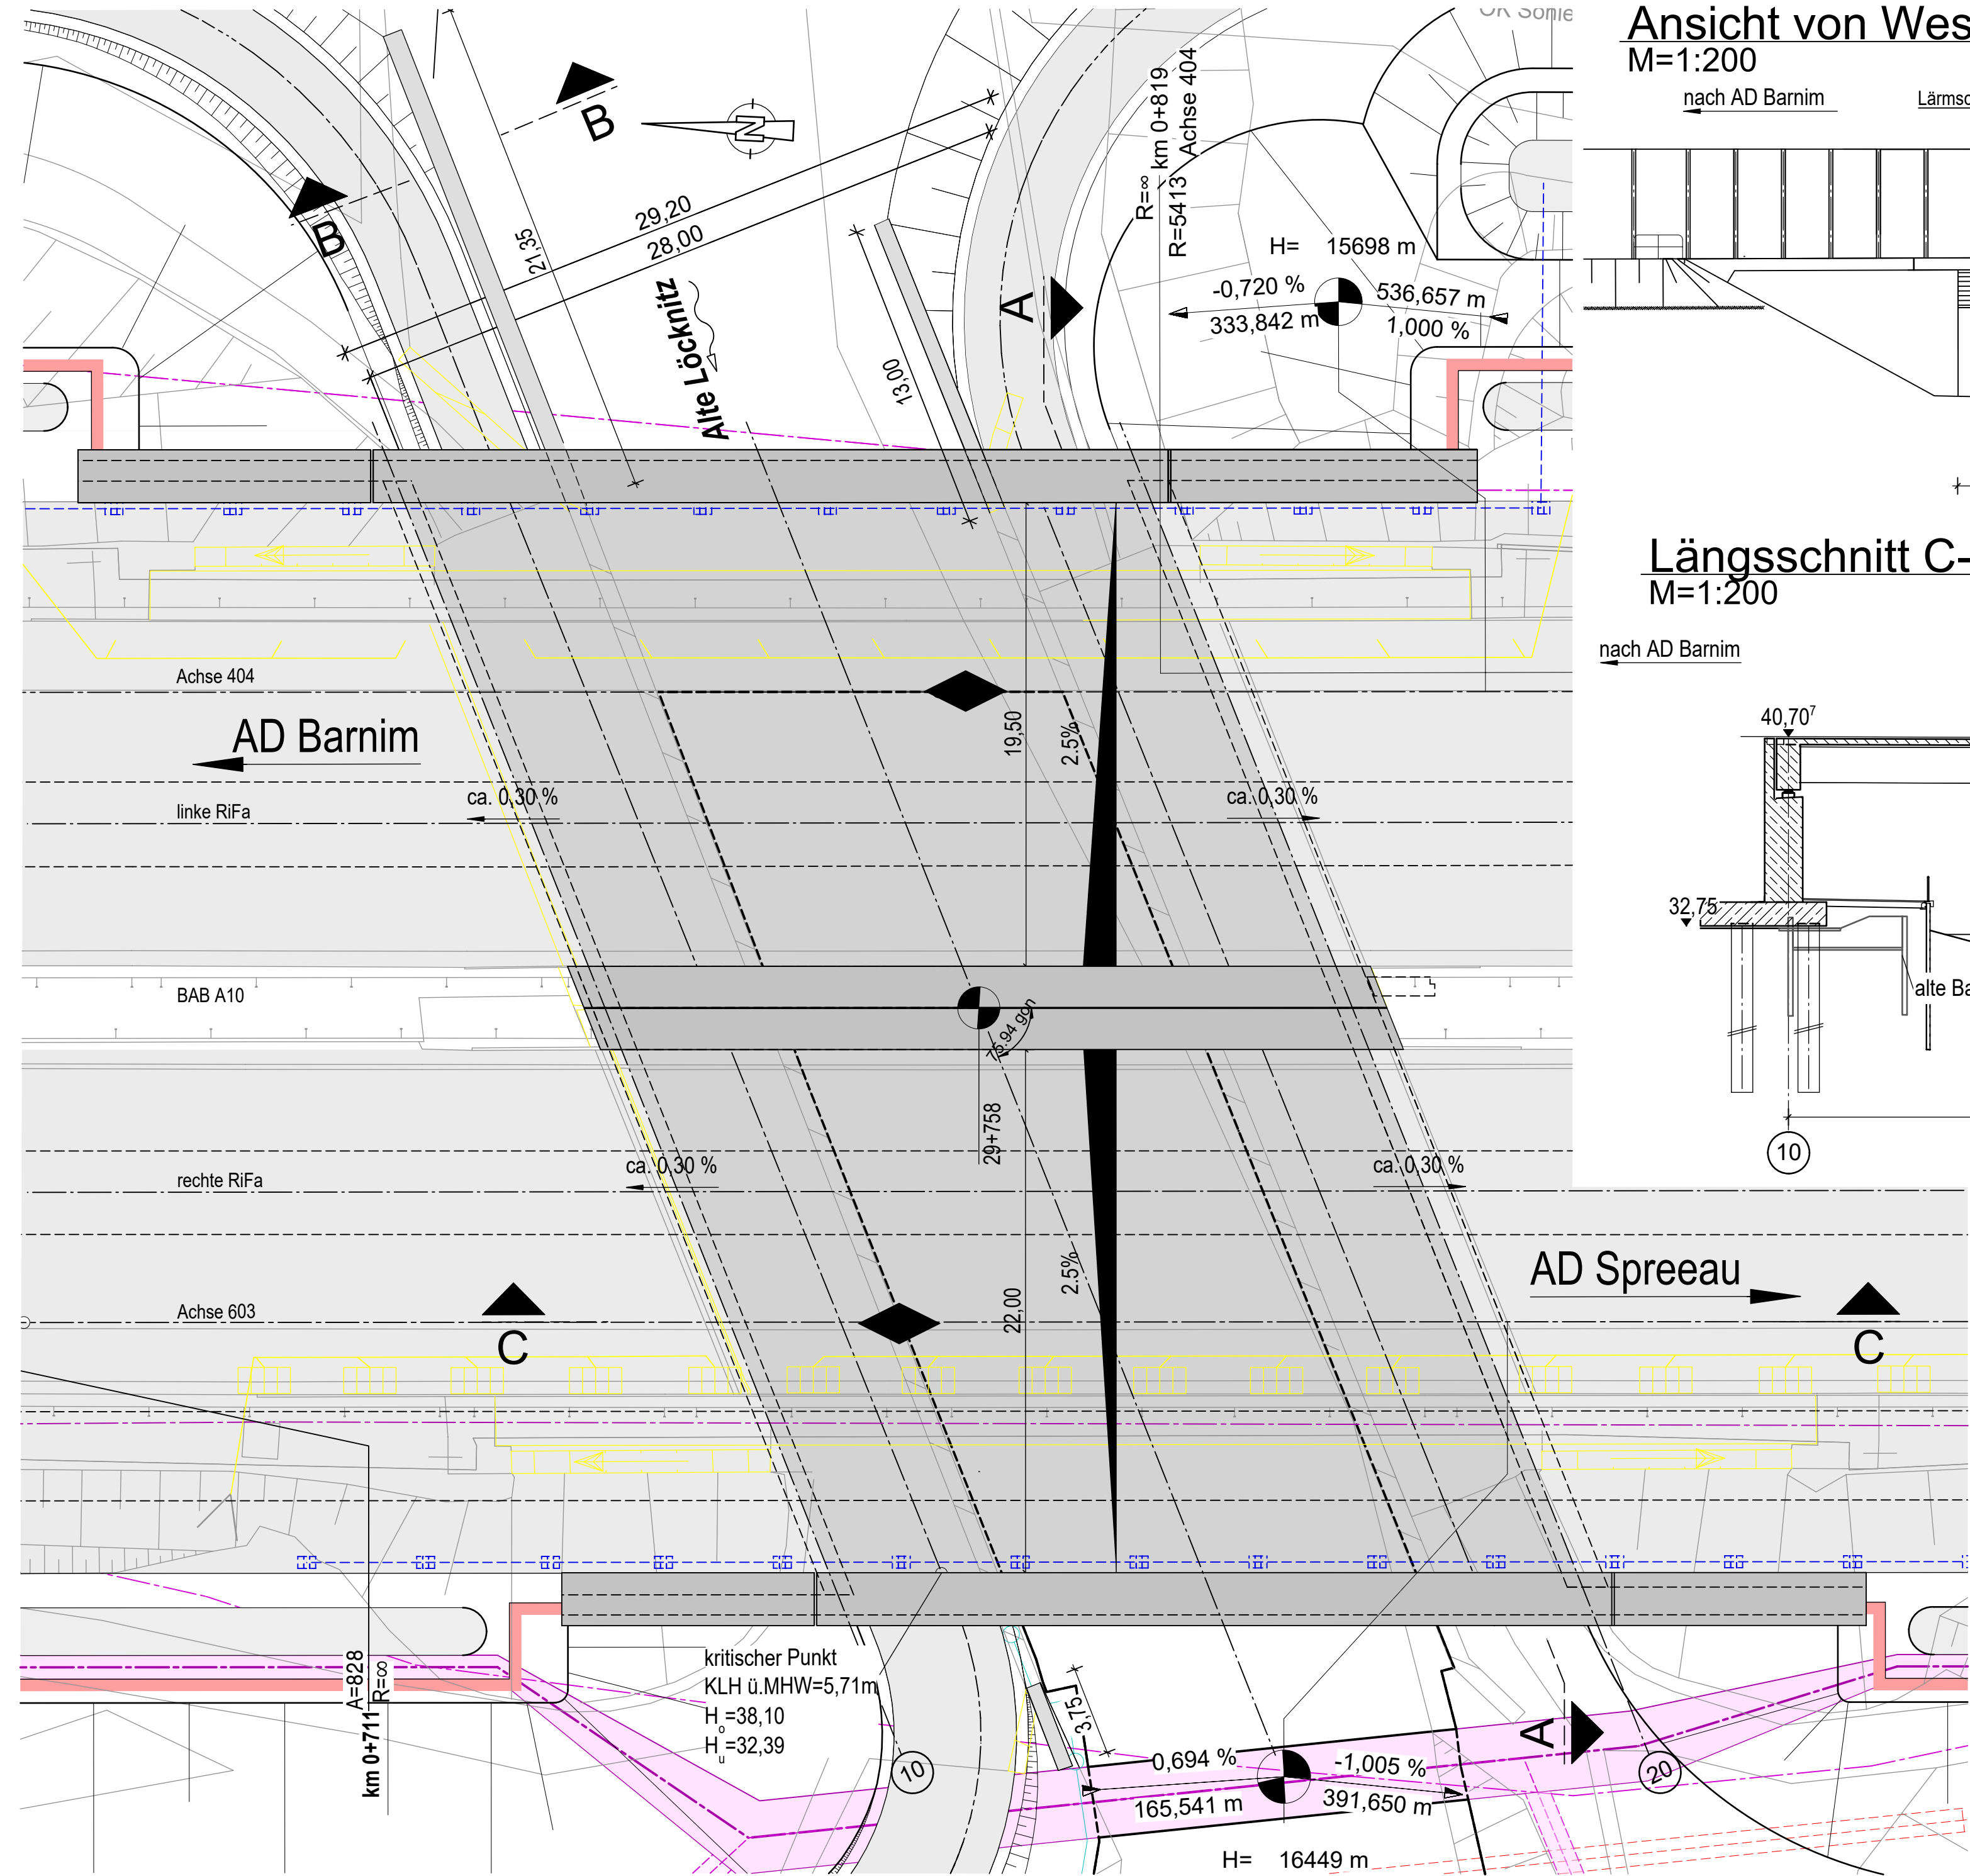 OK Sohle
Ansicht von Wes
M=1:200
nach AD Barnim
Lärmsc
B
N
B
29,20
28,00
21,35
Alte Löcknitz
13,00
A
R=∞ km 0+819
R=5413 Achse 404
H= 15698 m
-0,720 %
536,657 m
333,842 m
1,000 %
Längsschnitt C-
M=1:200
nach AD Barnim
Achse 404
AD Barnim
19,50
2.5%
ca. 0,30 %
ca. 0,30 %
linke RiFa
40,70⁷
32,75
alte Ba
10
BAB A10
75.94 gon
29+758
ca. 0,30 %
ca. 0,30 %
rechte RiFa
22,00
2.5%
AD Spreeau
Achse 603
C
C
km 0+711
A=828
R=∞
kritischer Punkt
KLH ü.MHW=5,71m
Ho=38,10
Hu=32,39
10
3,75
A
20
0,694 %
-1,005 %
165,541 m
391,650 m
H= 16449 m